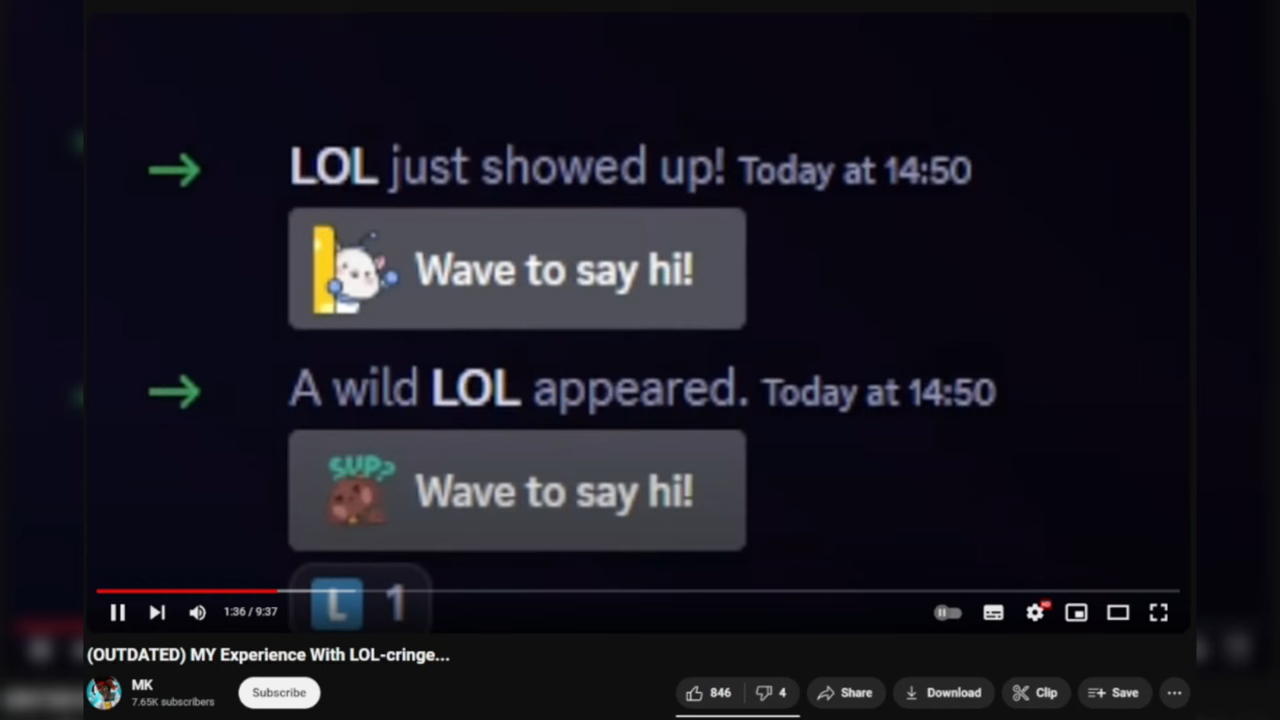 LOL just showed up! Today at 14:50
Wave to say hi!
A wild LOL appeared. Today at 14:50
SUP?
Wave to say hi!
L 1
1:36 / 9:37
(OUTDATED) MY Experience With LOL-cringe...
MK
7.65K subscribers
Subscribe
846
4
Share
Download
Clip
Save